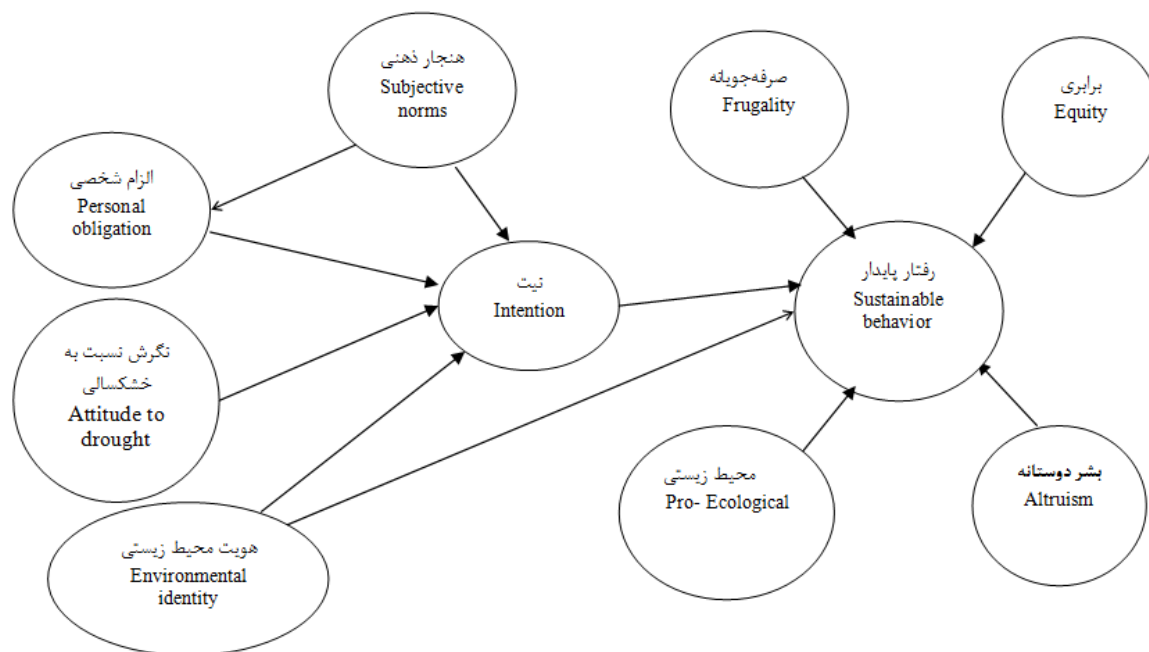 هنجار ذهنی
Subjective
norms
صرفه‌جویانه
Frugality
برابری
Equity
الزام شخصی
Personal
obligation
نیت
Intention
رفتار پایدار
Sustainable
behavior
نگرش نسبت به
خشکسالی
Attitude to
drought
محیط زیستی
Pro- Ecological
بشر دوستانه
Altruism
هویت محیط زیستی
Environmental
identity